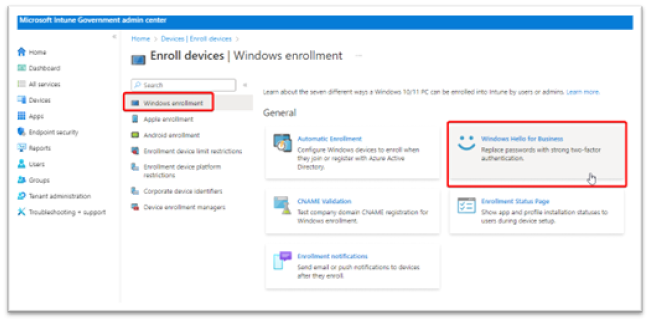 Microsoft Intune Government admin center
Home > Devices | Enroll devices >
Enroll devices | Windows enrollment ...
Home
Dashboard
All services
Devices
Apps
Endpoint security
Reports
Users
Groups
Tenant administration
Troubleshooting + support
Search
Windows enrollment
Apple enrollment
Android enrollment
Enrollment device limit restrictions
Enrollment device platform
restrictions
Corporate device identifiers
Device enrollment managers
Learn about the seven different ways a Windows 10/11 PC can be enrolled into Intune by users or admins. Learn more.
General
Automatic Enrollment
Configure Windows devices to enroll when
they join or register with Azure Active
Directory.
Windows Hello for Business
Replace passwords with strong two-factor
authentication.
CNAME Validation
Test company domain CNAME registration for
Windows enrollment.
Enrollment Status Page
Show app and profile installation statuses to
users during device setup.
Enrollment notifications
Send email or push notifications to devices
after they enroll